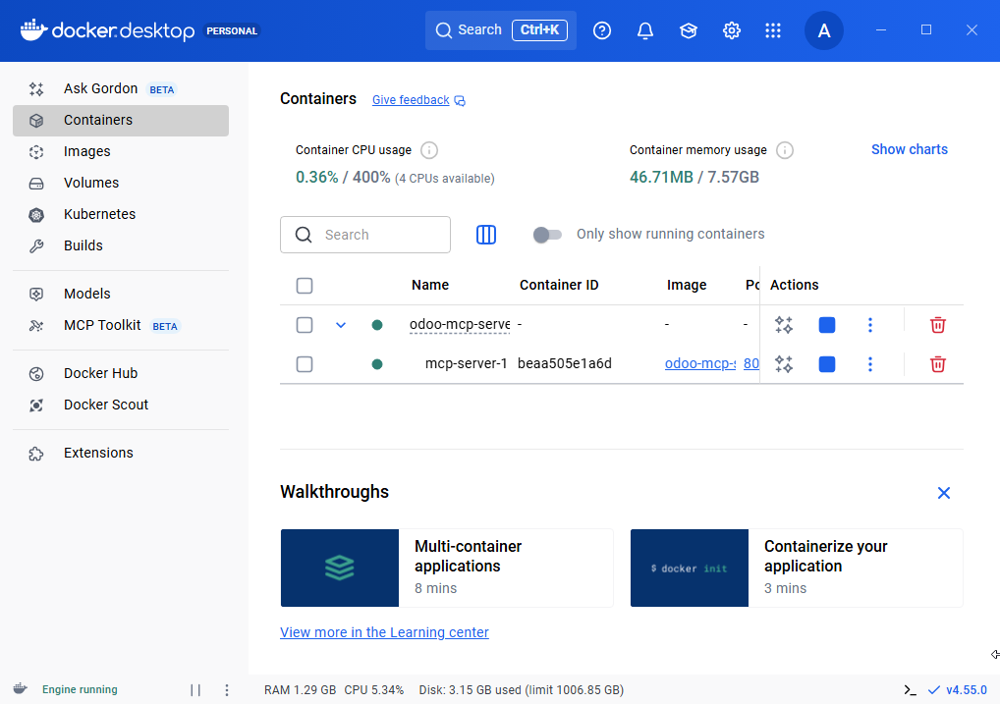 docker.desktop PERSONAL
Search Ctrl+K
A
Ask Gordon BETA
Containers
Images
Volumes
Kubernetes
Builds
Models
MCP Toolkit BETA
Docker Hub
Docker Scout
Extensions
Containers Give feedback
Container CPU usage
0.36% / 400% (4 CPUs available)
Container memory usage
46.71MB / 7.57GB
Show charts
Search
Only show running containers
Name Container ID Image Po Actions
odoo-mcp-serve - - -
mcp-server-1 beaa505e1a6d odoo-mcp-s 80
Walkthroughs
Multi-container
applications
8 mins
$ docker init
Containerize your
application
3 mins
View more in the Learning center
Engine running
RAM 1.29 GB CPU 5.34% Disk: 3.15 GB used (limit 1006.85 GB)
v4.55.0